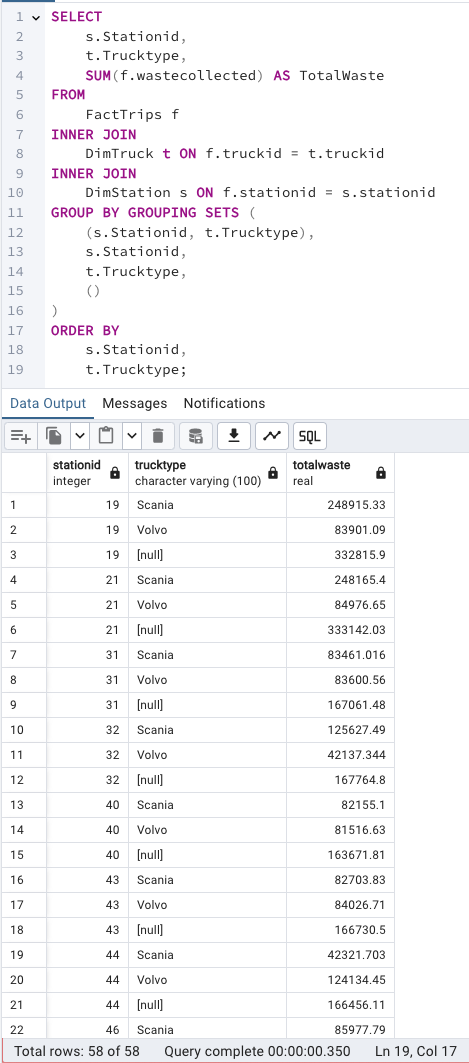 1 SELECT
2 s.Stationid,
3 t.Trucktype,
4 SUM(f.wastecollected) AS TotalWaste
5 FROM
6 FactTrips f
7 INNER JOIN
8 DimTruck t ON f.truckid = t.truckid
9 INNER JOIN
10 DimStation s ON f.stationid = s.stationid
11 GROUP BY GROUPING SETS (
12 (s.Stationid, t.Trucktype),
13 s.Stationid,
14 t.Trucktype,
15 ()
16 )
17 ORDER BY
18 s.Stationid,
19 t.Trucktype;
Data Output Messages Notifications
SQL
stationid trucktype totalwaste
integer character varying (100) real
1 19 Scania 248915.33
2 19 Volvo 83901.09
3 19 [null] 332815.9
4 21 Scania 248165.4
5 21 Volvo 84976.65
6 21 [null] 333142.03
7 31 Scania 83461.016
8 31 Volvo 83600.56
9 31 [null] 167061.48
10 32 Scania 125627.49
11 32 Volvo 42137.344
12 32 [null] 167764.8
13 40 Scania 82155.1
14 40 Volvo 81516.63
15 40 [null] 163671.81
16 43 Scania 82703.83
17 43 Volvo 84026.71
18 43 [null] 166730.5
19 44 Scania 42321.703
20 44 Volvo 124134.45
21 44 [null] 166456.11
22 46 Scania 85977.79
Total rows: 58 of 58 Query complete 00:00:00.350 Ln 19, Col 17